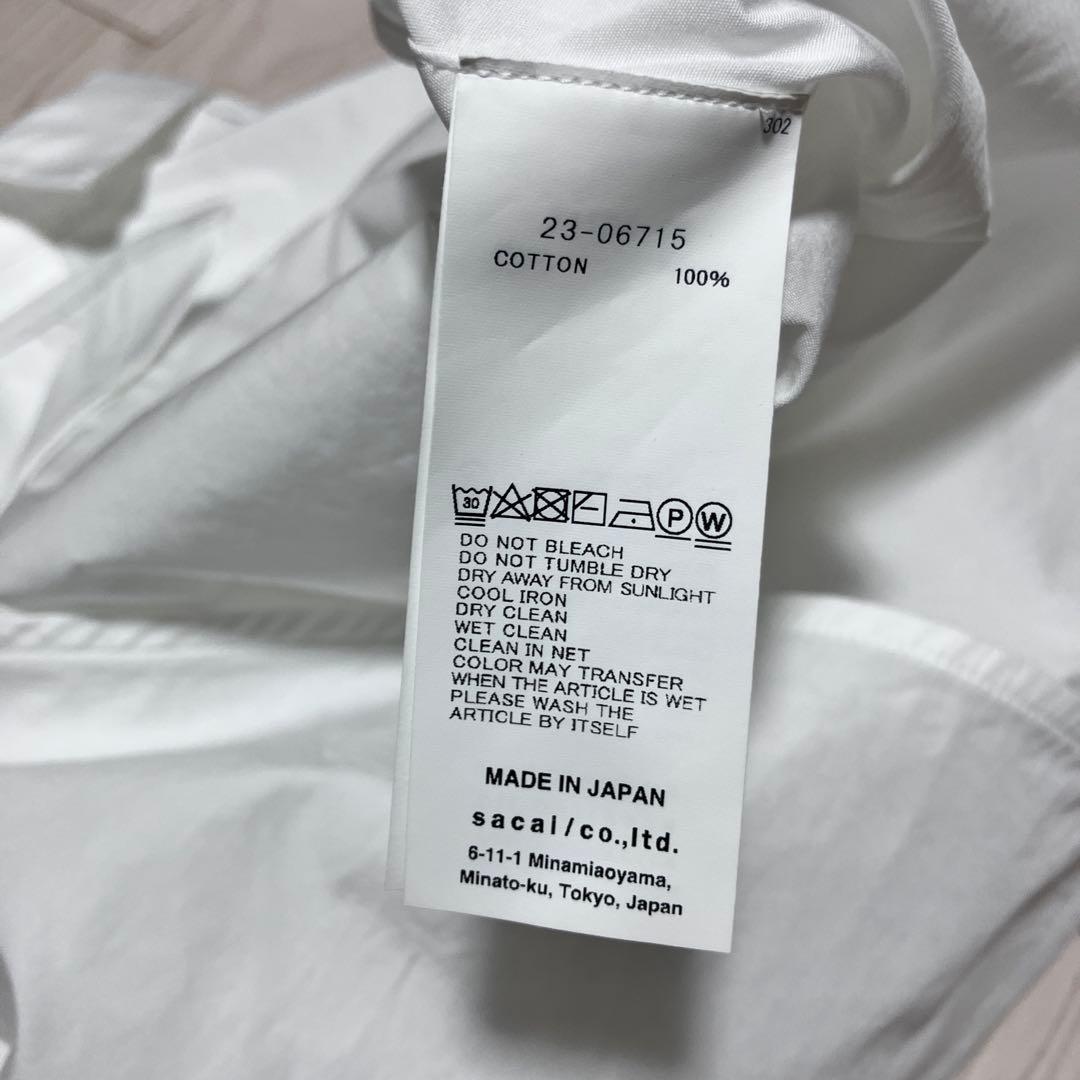 302
23-06715
COTTON 100%
30 P W
DO NOT BLEACH
DO NOT TUMBLE DRY
DRY AWAY FROM SUNLIGHT
COOL IRON
DRY CLEAN
WET CLEAN
CLEAN IN NET
COLOR MAY TRANSFER
WHEN THE ARTICLE IS WET
PLEASE WASH THE
ARTICLE BY ITSELF
MADE IN JAPAN
sacai/co.,ltd.
6-11-1 Minamiaoyama,
Minato-ku, Tokyo, Japan